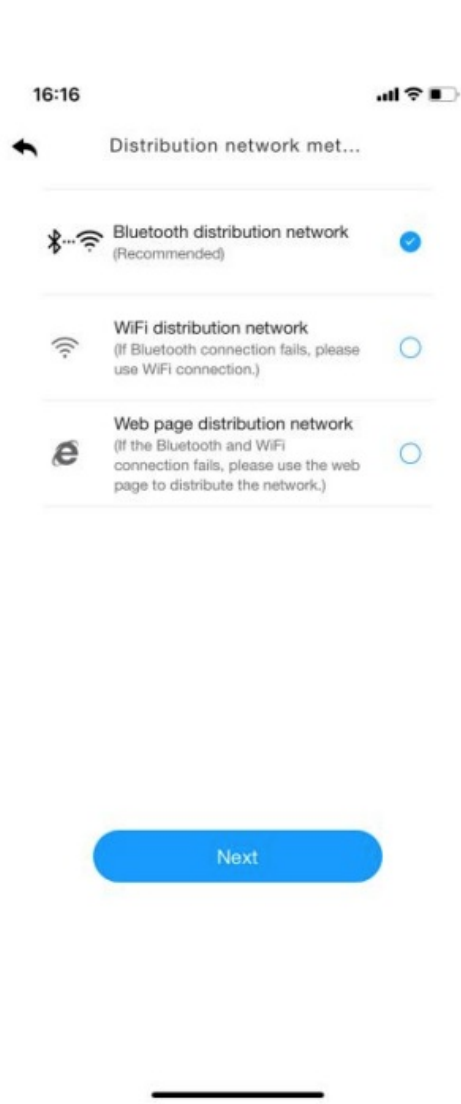 16:16
Distribution network met...
Bluetooth distribution network
(Recommended)
WiFi distribution network
(If Bluetooth connection fails, please
use WiFi connection.)
Web page distribution network
(If the Bluetooth and WiFi
connection fails, please use the web
page to distribute the network.)
Next